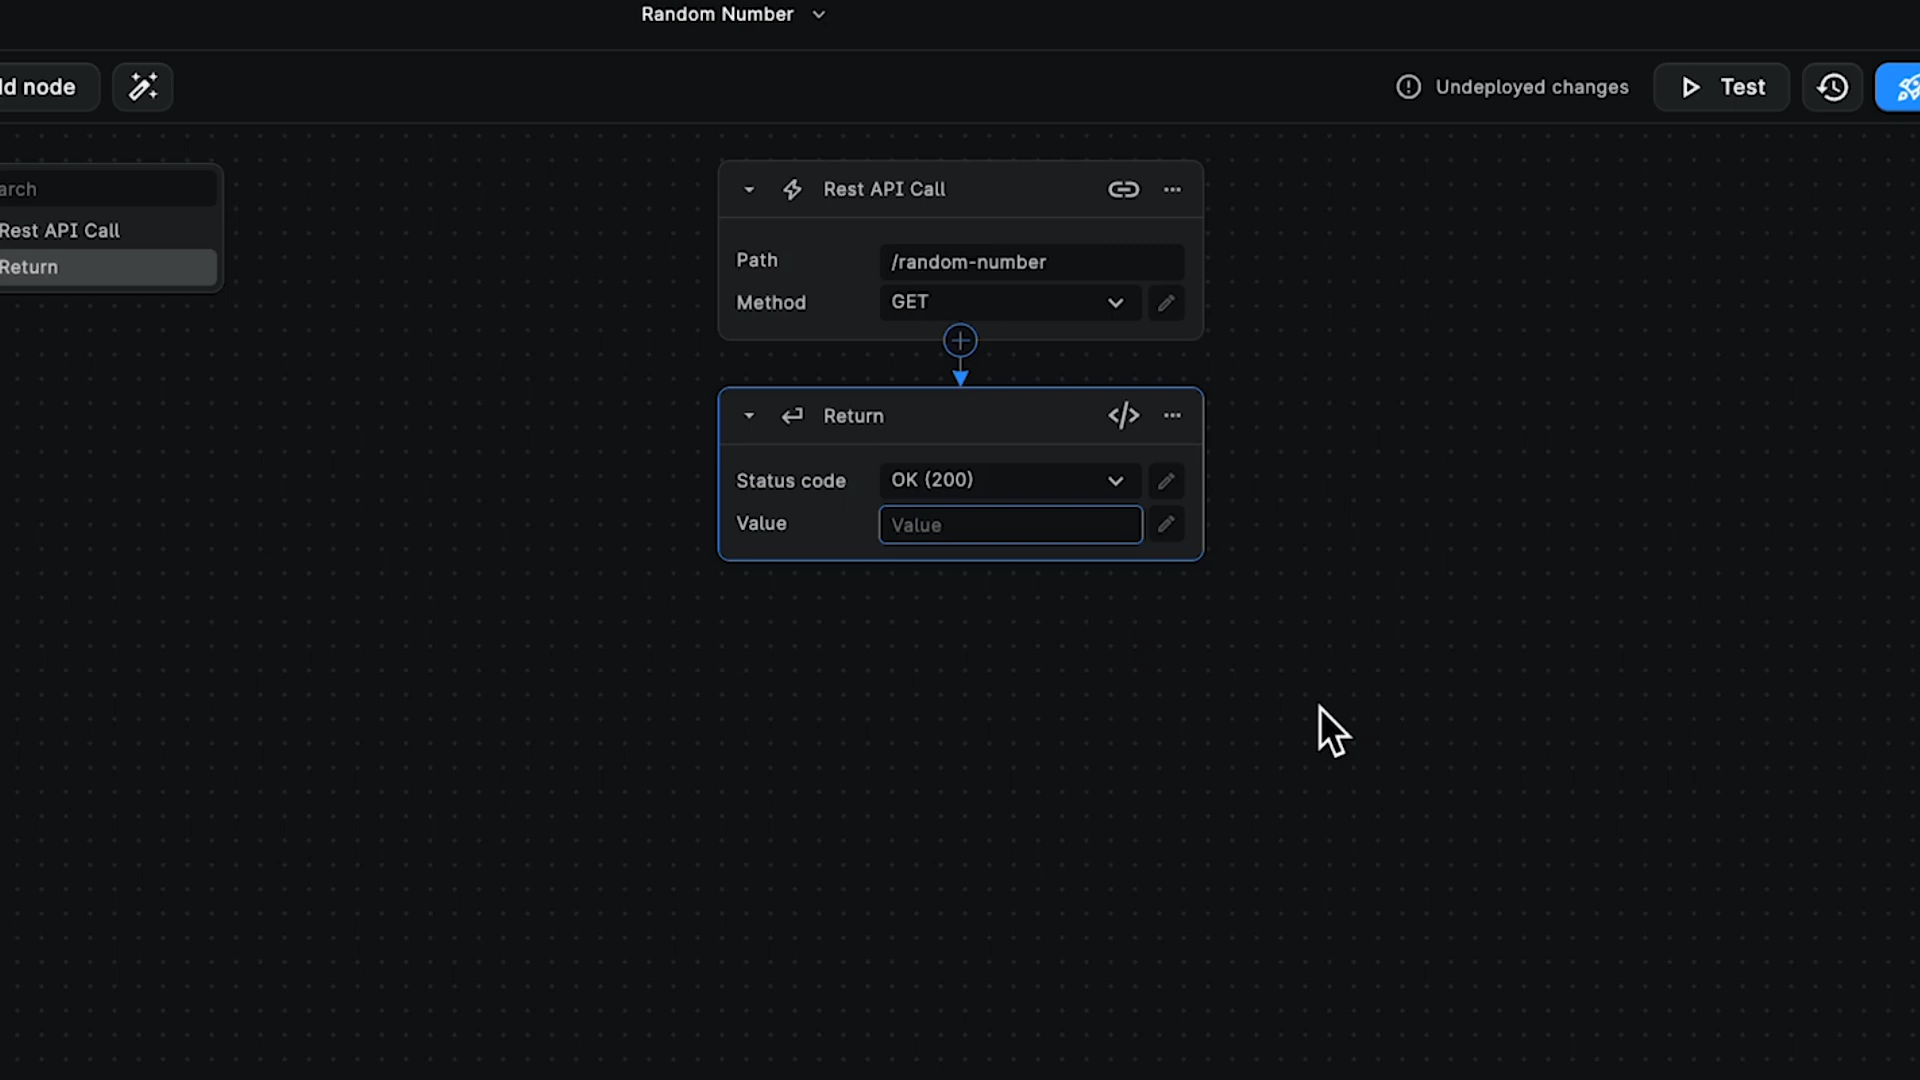 Random Number
dd node
Undeployed changes
Test
arch
Rest API Call
Return
Rest API Call
Path
/random-number
Method
GET
Return
Status code
OK (200)
Value
Value